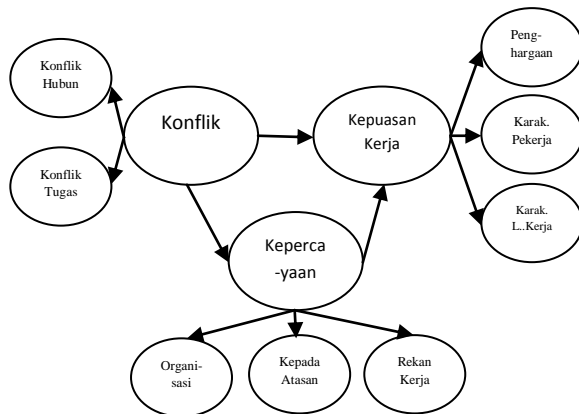 Peng-
hargaan
Konflik
Hubun
Konflik
Kepuasan
Kerja
Karak.
Pekerja
Konflik
Tugas
Karak.
L..Kerja
Keperca
-yaan
Organi-
sasi
Kepada
Atasan
Rekan
Kerja